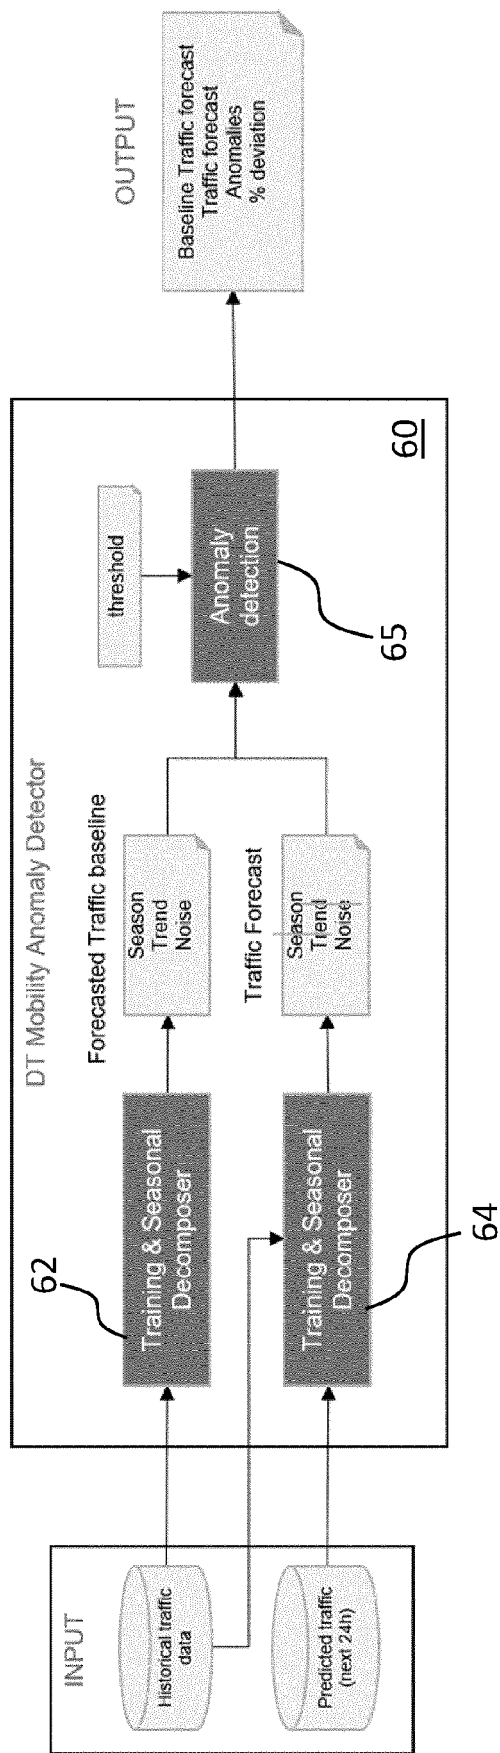 INPUT
Historical traffic
data
Predicted traffic
(next 24h)
DT Mobility Anomaly Detector
62
Training & Seasonal
Decomposer
Forecasted Traffic baseline
Season
Trend
Noise
64
Training & Seasonal
Decomposer
Traffic Forecast
Season
Trend
Noise
threshold
Anomaly
detection
65
60
OUTPUT
Baseline Traffic forecast
Traffic forecast
Anomalies
% deviation